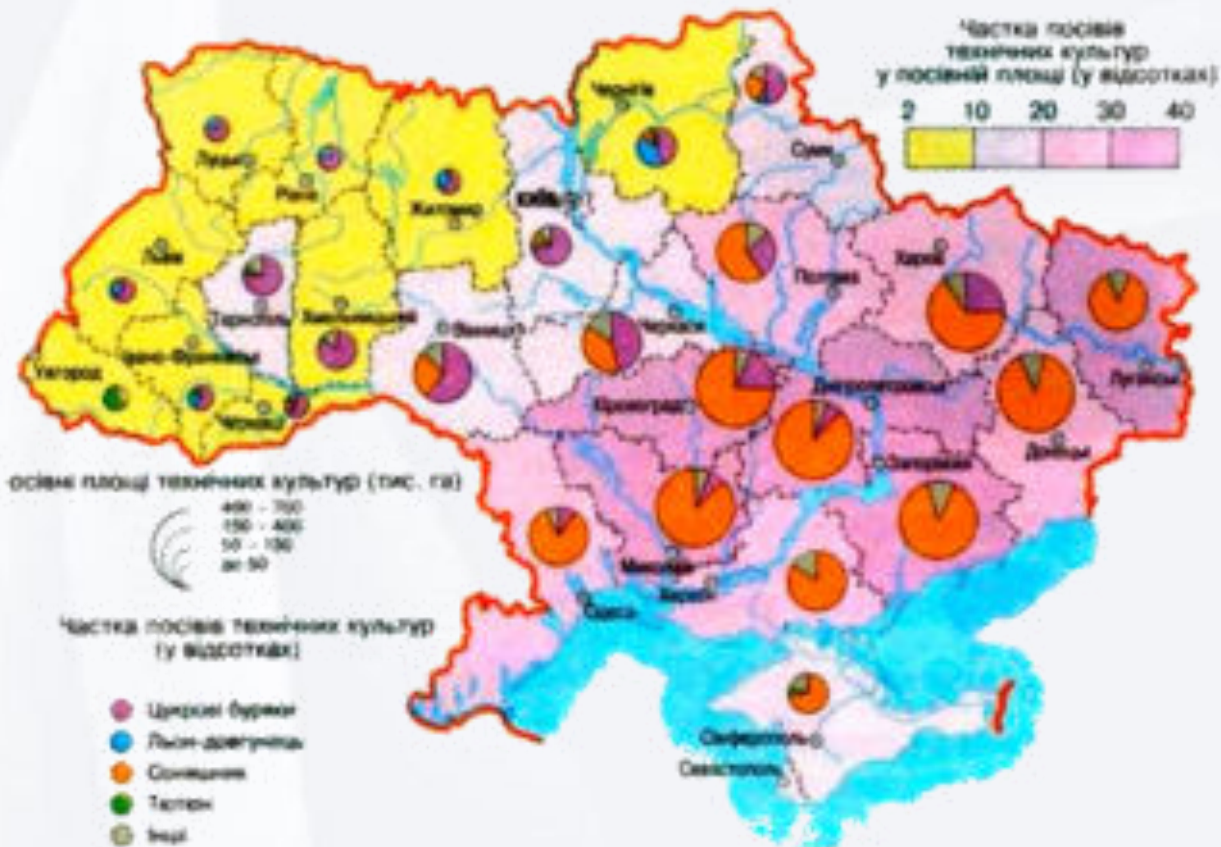 Частка посівів
технічних культур
у посівній площі (у відсотках)
2 10 20 30 40
Чернігів
Суми
Луцьк
Рівне
Житомир
Київ
Львів
Тернопіль
Хмельницький
Вінниця
Черкаси
Полтава
Харків
Луганськ
Ужгород
Івано-Франківськ
Чернівці
Кіровоград
Дніпропетровськ
Донецьк
Запоріжжя
Миколаїв
Херсон
Одеса
Сімферополь
Севастополь
осівні площі технічних культур (тис. га)
400 - 700
150 - 400
50 - 150
до 50
Частка посівів технічних культур
(у відсотках)
Цукрові буряки
Льон-довгунець
Соняшник
Тютюн
Інші